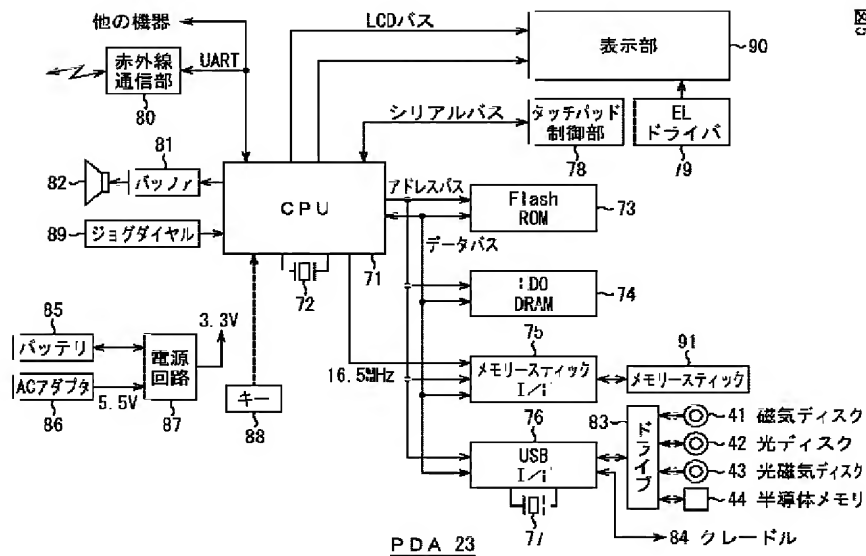 他の機器
LCDバス
表示部
90
赤外線
通信部
80
UART
シリアルバス
タッチパッド
制御部
78
EL
ドライバ
79
82
81
バッファ
CPU
71
アドレスバス
Flash
ROM
73
89
ジョグダイヤル
72
データバス
DRAM
74
85
バッテリ
3.3V
電源
回路
87
ACアダプタ
86
5.5V
キー
88
16.5MHz
75
メモリースティック
I/F
91
メモリースティック
76
USB
I/F
77
83
ドライブ
41 磁気ディスク
42 光ディスク
43 光磁気ディスク
44 半導体メモリ
84 クレードル
PDA 23